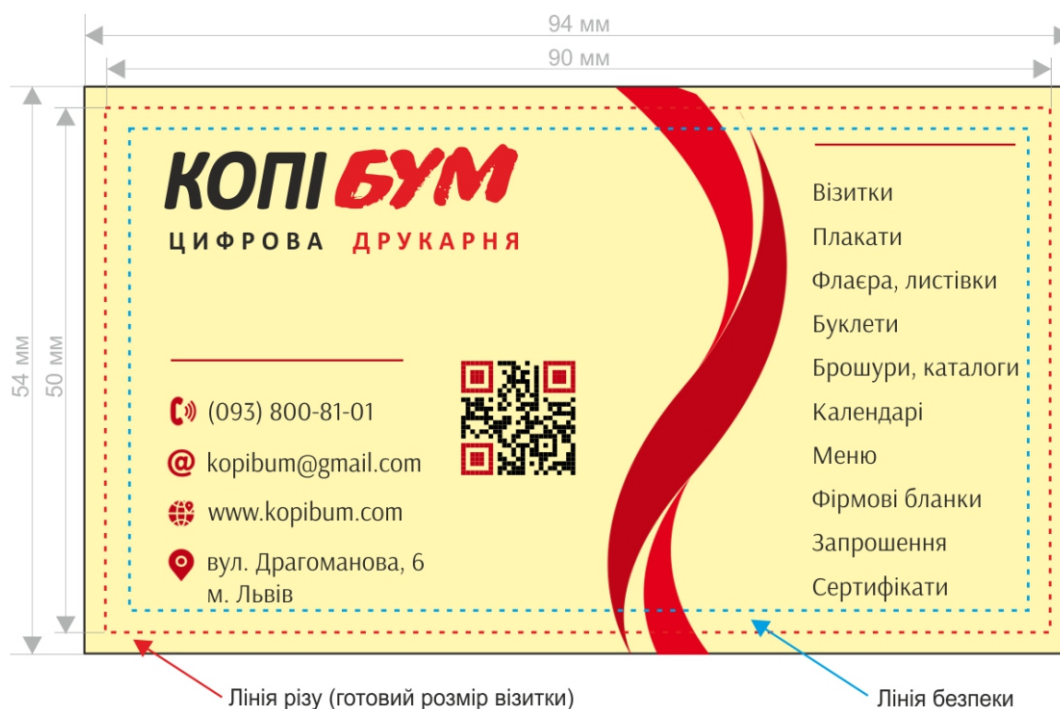 94 мм
90 мм
54 мм
50 мм
КОПІ БУМ
ЦИФРОВА ДРУКАРНЯ
(093) 800-81-01
kopibum@gmail.com
www.kopibum.com
вул. Драгоманова, 6
м. Львів
Візитки
Плакати
Флаєра, листівки
Буклети
Брошури, каталоги
Календарі
Меню
Фірмові бланки
Запрошення
Сертифікати
Лінія різу (готовий розмір візитки)
Лінія безпеки